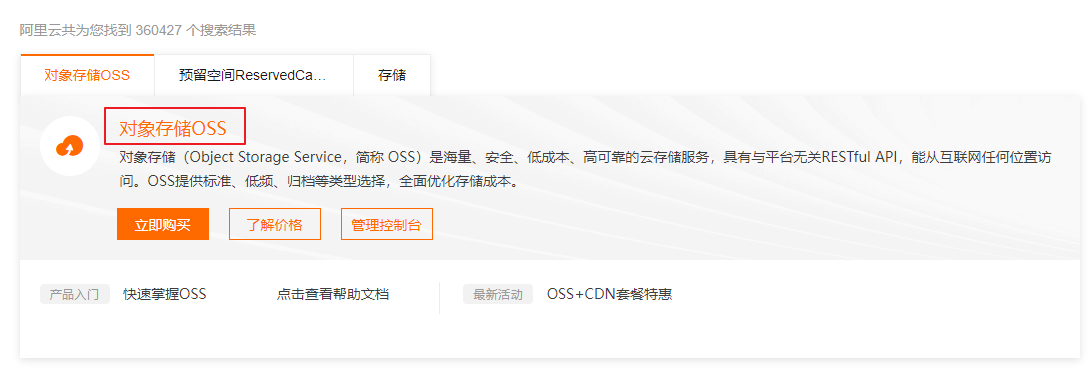 阿里云共为您找到 360427 个搜索结果
对象存储OSS 预留空间ReservedCa... 存储
对象存储OSS
对象存储（Object Storage Service，简称 OSS）是海量、安全、低成本、高可靠的云存储服务，具有与平台无关RESTful API，能从互联网任何位置访
问。OSS提供标准、低频、归档等类型选择，全面优化存储成本。
立即购买 了解价格 管理控制台
产品入门 快速掌握OSS 点击查看帮助文档 最新活动 OSS+CDN套餐特惠